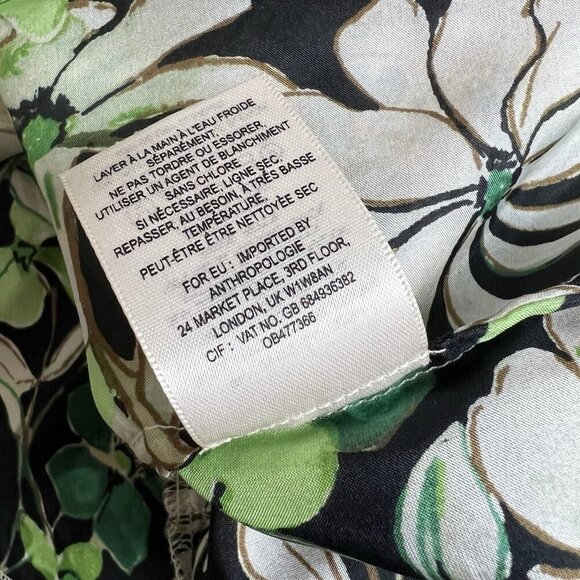 LAVER À LA MAIN À L'EAU FROIDE
SÉPARÉMENT.
NE PAS TORDRE OU ESSORER.
UTILISER UN AGENT DE BLANCHIMENT
SANS CHLORE.
SI NÉCESSAIRE, LIGNE SEC.
REPASSER, AU BESOIN, À TRÈS BASSE
TEMPÉRATURE.
PEUT-ÊTRE ÊTRE NETTOYÉE SEC
FOR EU : IMPORTED BY
ANTHROPOLOGIE
24 MARKET PLACE, 3RD FLOOR,
LONDON, UK W1W8AN
CIF : VAT NO. GB 684936382
OB477366